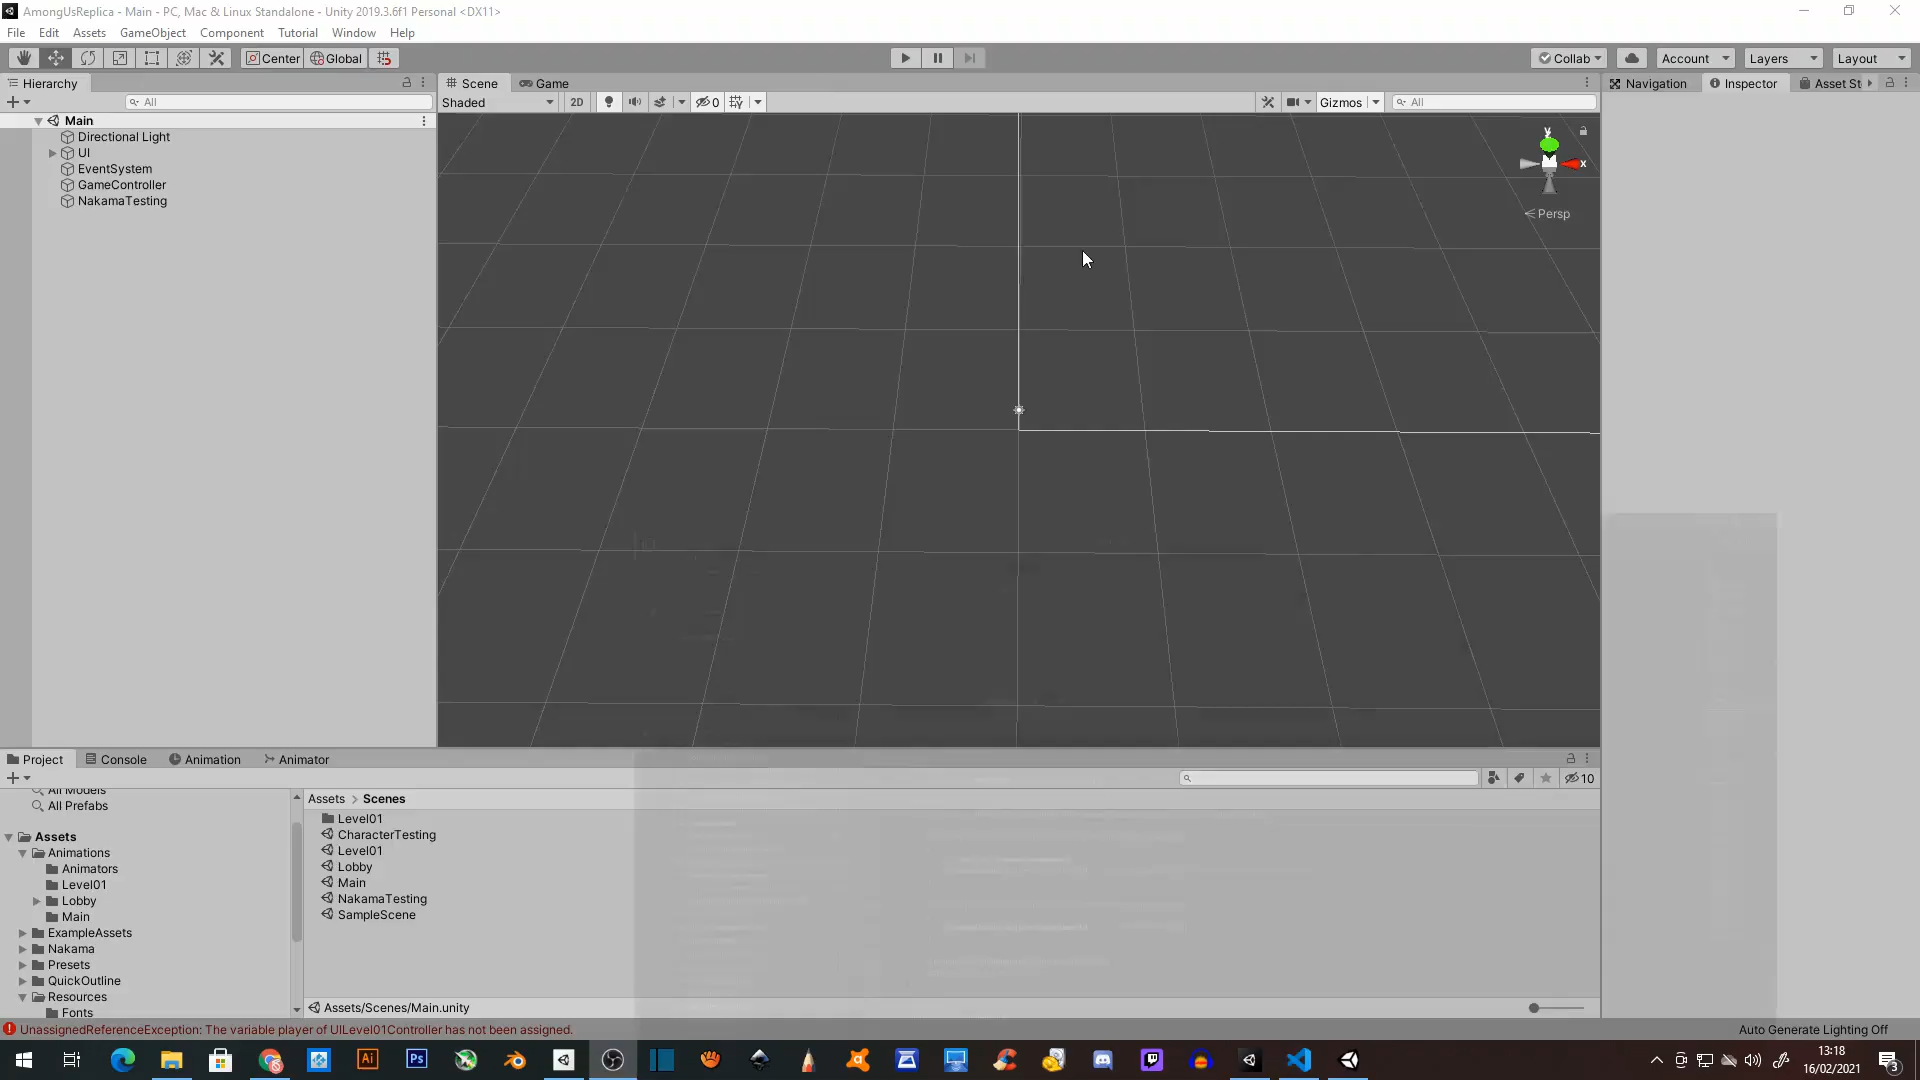 AmongUsReplica - Main - PC, Mac & Linux Standalone - Unity 2019.3.6f1 Personal <DX11>
File Edit Assets GameObject Component Tutorial Window Help
Center Global Collab Account Layers Layout
Hierarchy Scene Game Navigation Inspector Asset St
All Shaded 2D 0 Gizmos All
Main
Directional Light
UI
EventSystem
GameController
NakamaTesting
y
x
Persp
Project Console Animation Animator
10
All Models
All Prefabs
Assets
Animations
Animators
Level01
Lobby
Main
ExampleAssets
Nakama
Presets
QuickOutline
Resources
Fonts
Assets > Scenes
Level01
CharacterTesting
Level01
Lobby
Main
NakamaTesting
SampleScene
Assets/Scenes/Main.unity
UnassignedReferenceException: The variable player of UILevel01Controller has not been assigned.
Auto Generate Lighting Off
Ai Ps
13:18
16/02/2021
3